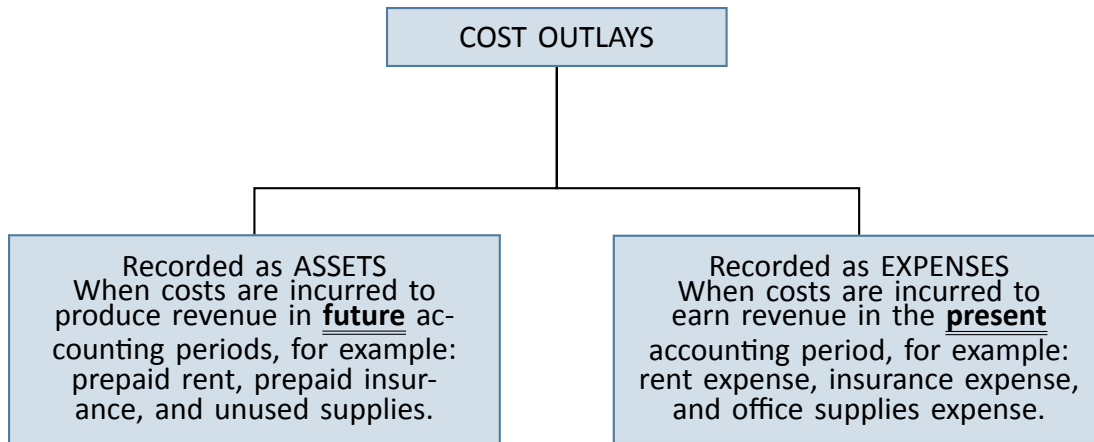 COST OUTLAYS
Recorded as ASSETS
When costs are incurred to
produce revenue in future ac-
counting periods, for example:
prepaid rent, prepaid insur-
ance, and unused supplies.
Recorded as EXPENSES
When costs are incurred to
earn revenue in the present
accounting period, for example:
rent expense, insurance expense,
and office supplies expense.